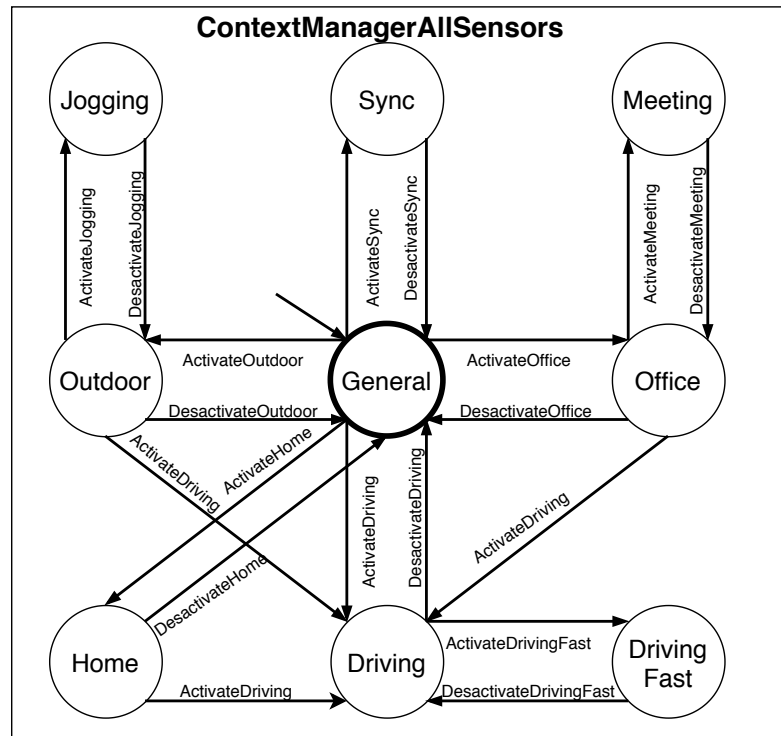 ContextManagerAllSensors
Jogging
Sync
Meeting
ActivateJogging
DesactivateJogging
ActivateSync
DesactivateSync
ActivateMeeting
DesactivateMeeting
Outdoor
ActivateOutdoor
General
ActivateOffice
Office
DesactivateOutdoor
DesactivateOffice
ActivateDriving
ActivateHome
DesactivateHome
ActivateDriving
DesactivateDriving
ActivateDriving
Home
ActivateDriving
Driving
ActivateDrivingFast
DesactivateDrivingFast
Driving
Fast